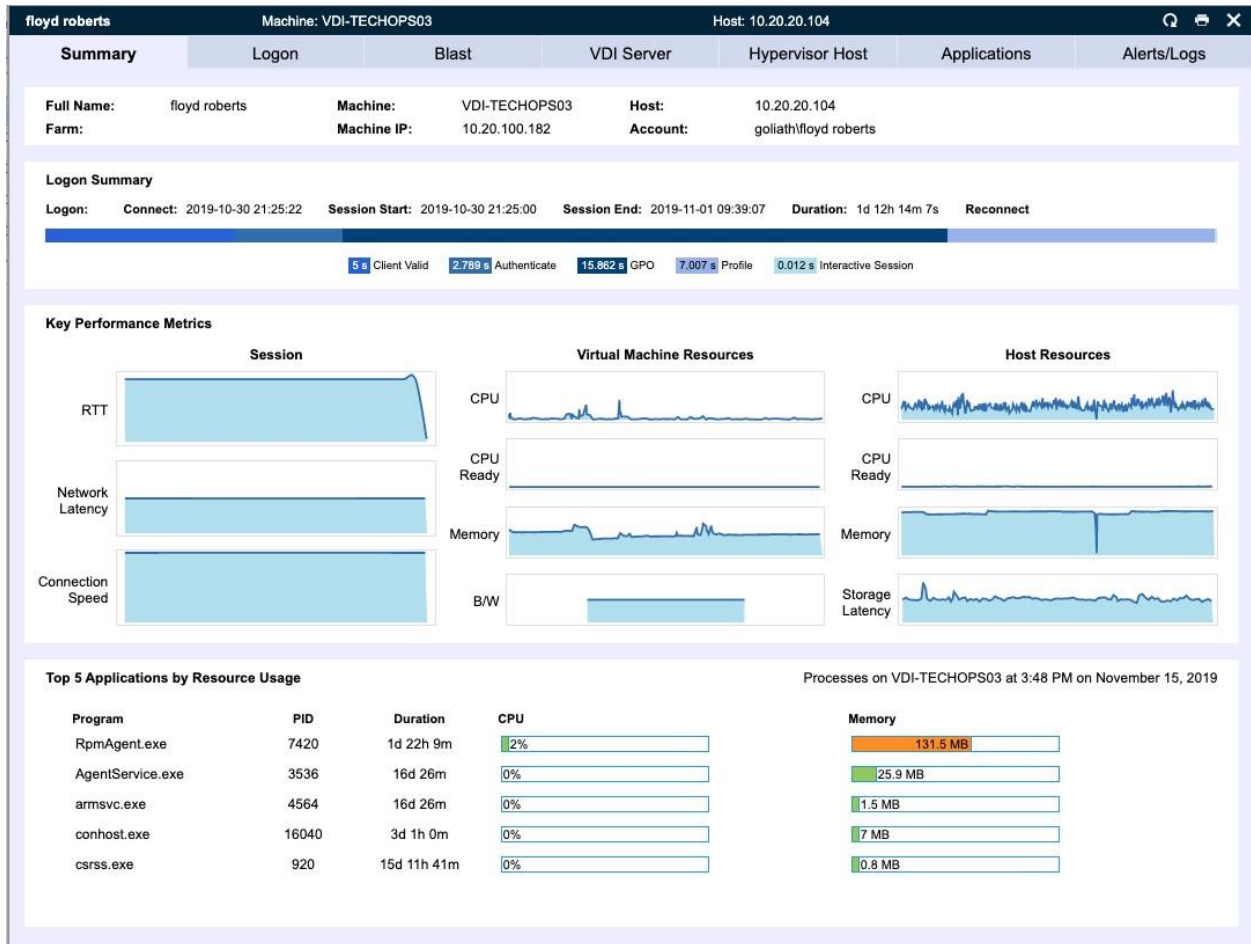 floyd roberts Machine: VDI-TECHOPS03 Host: 10.20.20.104
Summary Logon Blast VDI Server Hypervisor Host Applications Alerts/Logs
Full Name: floyd roberts Machine: VDI-TECHOPS03 Host: 10.20.20.104
Farm: Machine IP: 10.20.100.182 Account: goliath\floyd roberts
Logon Summary
Logon: Connect: 2019-10-30 21:25:22 Session Start: 2019-10-30 21:25:00 Session End: 2019-11-01 09:39:07 Duration: 1d 12h 14m 7s Reconnect
5 s Client Valid 2.789 s Authenticate 15.862 s GPO 7.007 s Profile 0.012 s Interactive Session
Key Performance Metrics
Session
RTT
Network
Latency
Connection
Speed
Virtual Machine Resources
CPU
CPU
Ready
Memory
B/W
Host Resources
CPU
CPU
Ready
Memory
Storage
Latency
Top 5 Applications by Resource Usage Processes on VDI-TECHOPS03 at 3:48 PM on November 15, 2019
Program PID Duration CPU Memory
RpmAgent.exe 7420 1d 22h 9m 2% 131.5 MB
AgentService.exe 3536 16d 26m 0% 25.9 MB
armsvc.exe 4564 16d 26m 0% 1.5 MB
conhost.exe 16040 3d 1h 0m 0% 7 MB
csrss.exe 920 15d 11h 41m 0% 0.8 MB